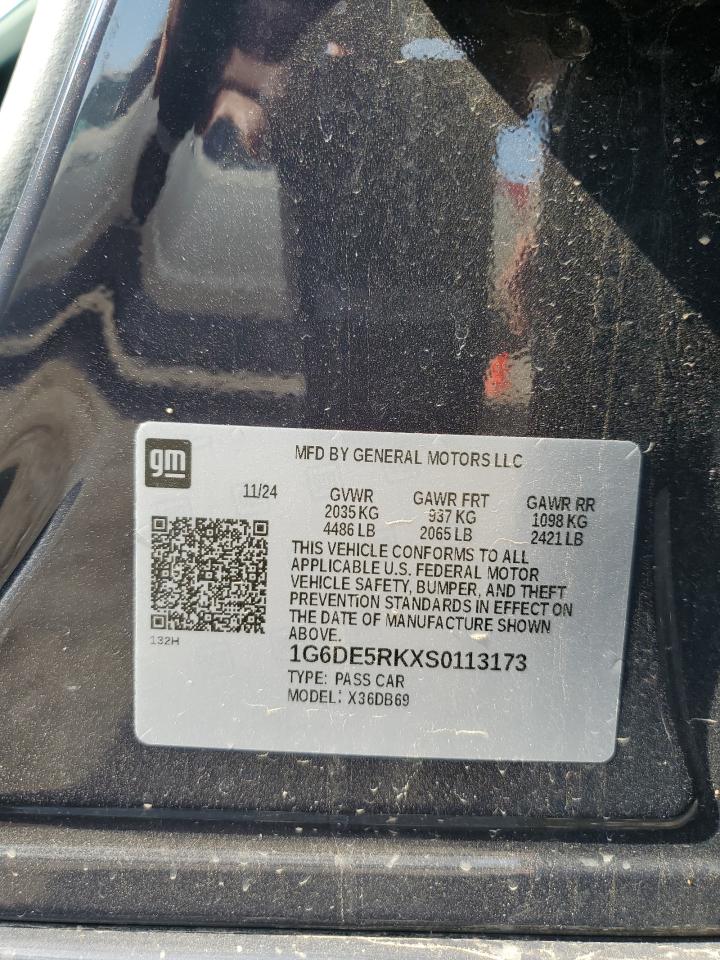 gm
MFD BY GENERAL MOTORS LLC
11/24
GVWR
2035 KG
4486 LB
GAWR FRT
937 KG
2065 LB
GAWR RR
1098 KG
2421 LB
THIS VEHICLE CONFORMS TO ALL
APPLICABLE U.S. FEDERAL MOTOR
VEHICLE SAFETY, BUMPER, AND THEFT
PREVENTION STANDARDS IN EFFECT ON
THE DATE OF MANUFACTURE SHOWN
ABOVE.
132H
1G6DE5RKXS0113173
TYPE: PASS CAR
MODEL: X36DB69